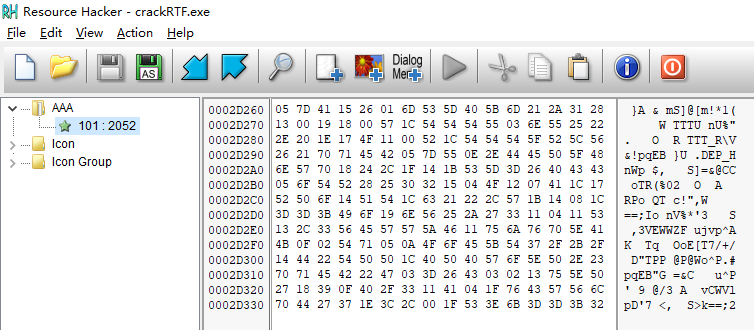 RH Resource Hacker - crackRTF.exe
File Edit View Action Help
AS Dialog Mer
AAA
101 : 2052
Icon
Icon Group
0002D260 05 7D 41 15 26 01 6D 53 5D 40 5B 6D 21 2A 31 28 }A & mS]@[m!*1(
0002D270 13 00 19 18 00 57 1C 54 54 54 55 03 6E 55 25 22 W TTTU nU%"
0002D280 2E 20 1E 17 4F 11 00 52 1C 54 54 54 5F 52 5C 56 . O R TTT_R\V
0002D290 26 21 70 71 45 42 05 7D 55 0E 2E 44 45 50 5F 48 &!pqEB }U .DEP_H
0002D2A0 6E 57 70 18 24 2C 1F 14 1B 53 5D 3D 26 40 43 43 nWp $, S]=&@CC
0002D2B0 05 6F 54 52 28 25 30 32 15 04 4F 12 07 41 1C 17 oTR(%02 O A
0002D2C0 52 50 6F 14 51 54 1C 63 21 22 2C 57 1B 14 08 1C RPo QT c!",W
0002D2D0 3D 3D 3B 49 6F 19 6E 56 25 2A 27 33 11 04 11 53 ==;Io nV%*'3 S
0002D2E0 13 2C 33 56 45 57 57 5A 46 11 75 6A 76 70 5E 41 ,3VEWWZF ujvp^A
0002D2F0 4B 0F 02 54 71 05 0A 4F 6F 45 5B 54 37 2F 2B 2F K Tq OoE[T7/+/
0002D300 14 44 22 54 50 50 1C 40 50 40 57 6F 5E 50 2E 23 D"TPP @P@Wo^P.#
0002D310 70 71 45 42 22 47 03 3D 26 43 03 02 13 75 5E 50 pqEB"G =&C u^P
0002D320 27 18 39 0F 40 2F 33 11 41 04 1F 76 43 57 56 6C ' 9 @/3 A vCWVl
0002D330 70 44 27 37 1E 3C 2C 00 1F 53 3E 6B 3D 3D 3B 32 pD'7 <, S>k==;2